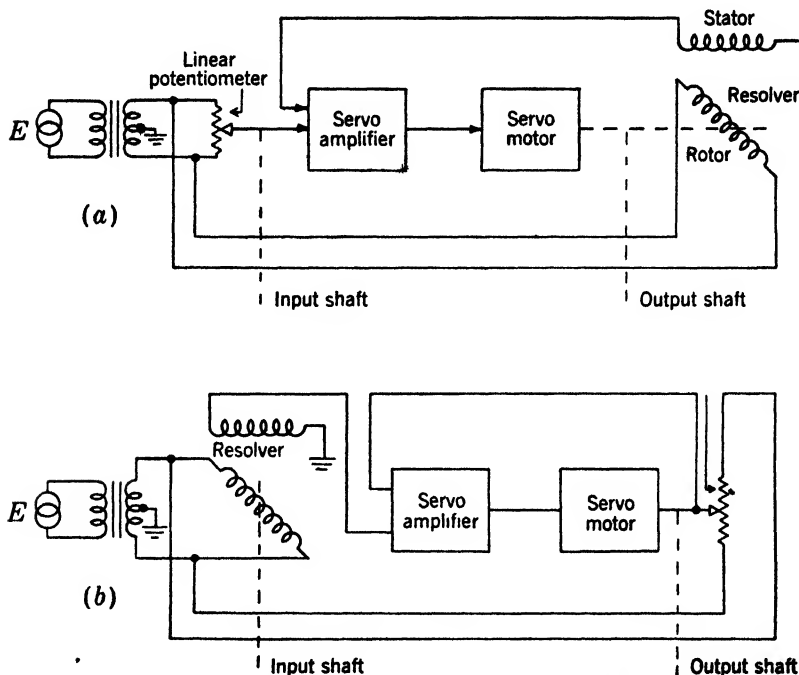 Stator
Linear
potentiometer
Resolver
E
Servo
amplifier
Servo
motor
Rotor
(a)
Input shaft
Output shaft
Resolver
E
Servo
amplifier
Servo
motor
(b)
Input shaft
Output shaft